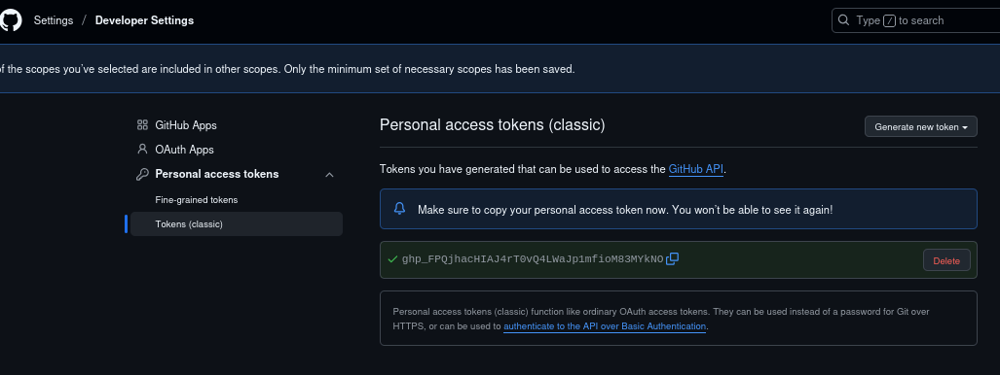 Settings / Developer Settings
Type / to search
of the scopes you've selected are included in other scopes. Only the minimum set of necessary scopes has been saved.
GitHub Apps
OAuth Apps
Personal access tokens
Fine-grained tokens
Tokens (classic)
Personal access tokens (classic)
Generate new token
Tokens you have generated that can be used to access the GitHub API.
Make sure to copy your personal access token now. You won't be able to see it again!
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
Delete
Personal access tokens (classic) function like ordinary OAuth access tokens. They can be used instead of a password for Git over
HTTPS, or can be used to authenticate to the API over Basic Authentication.